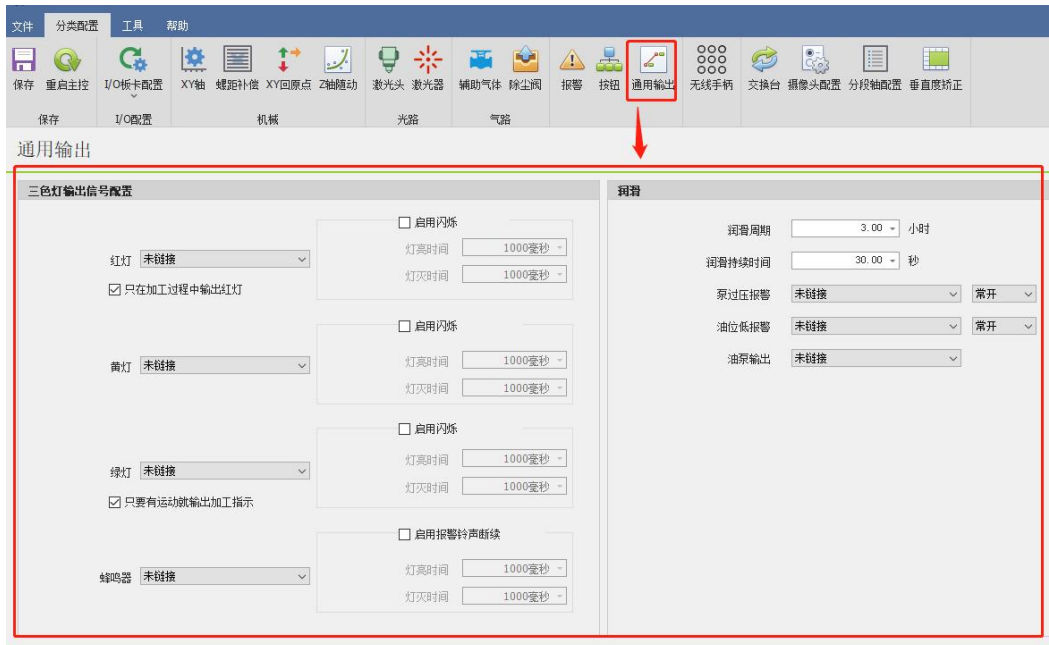 文件 分类配置 工具 帮助
保存 重启主控 I/O板卡配置 XY轴 螺距补偿 XY回原点 Z轴随动 激光头 激光器 辅助气体 除尘阀 报警 按钮 通用输出 无线手柄 交换台 摄像头配置 分段轴配置 垂直度矫正
保存 I/O配置 机械 光路 气路
通用输出
三色灯输出信号配置
启用闪烁
红灯 未链接
灯亮时间 1000毫秒
灯灭时间 1000毫秒
只在加工过程中输出红灯
启用闪烁
黄灯 未链接
灯亮时间 1000毫秒
灯灭时间 1000毫秒
启用闪烁
绿灯 未链接
灯亮时间 1000毫秒
灯灭时间 1000毫秒
只要有运动就输出加工指示
启用报警铃声断续
蜂鸣器 未链接
灯亮时间 1000毫秒
灯灭时间 1000毫秒
润滑
润滑周期 3.00 小时
润滑持续时间 30.00 秒
泵过压报警 未链接 常开
油位低报警 未链接 常开
油泵输出 未链接